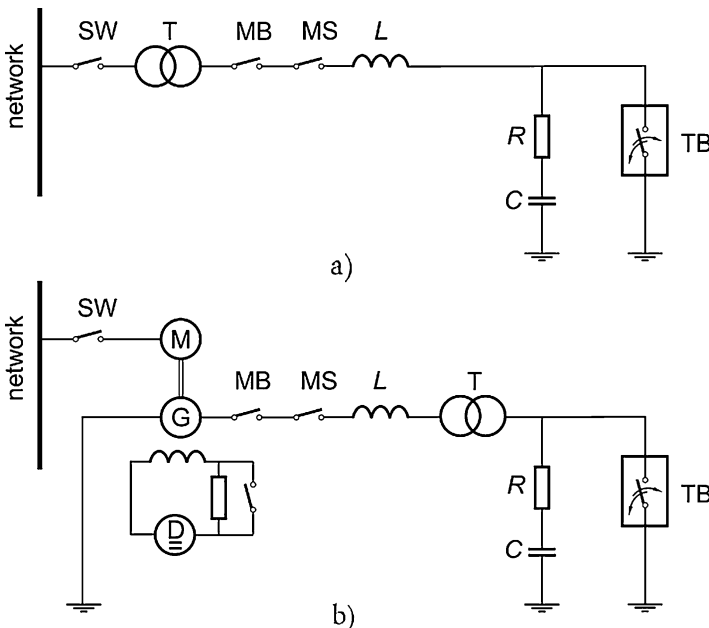 SW T MB MS L
network
R
TB
C
a)
SW
network
M
MB MS L T
G
R
TB
D
C
b)